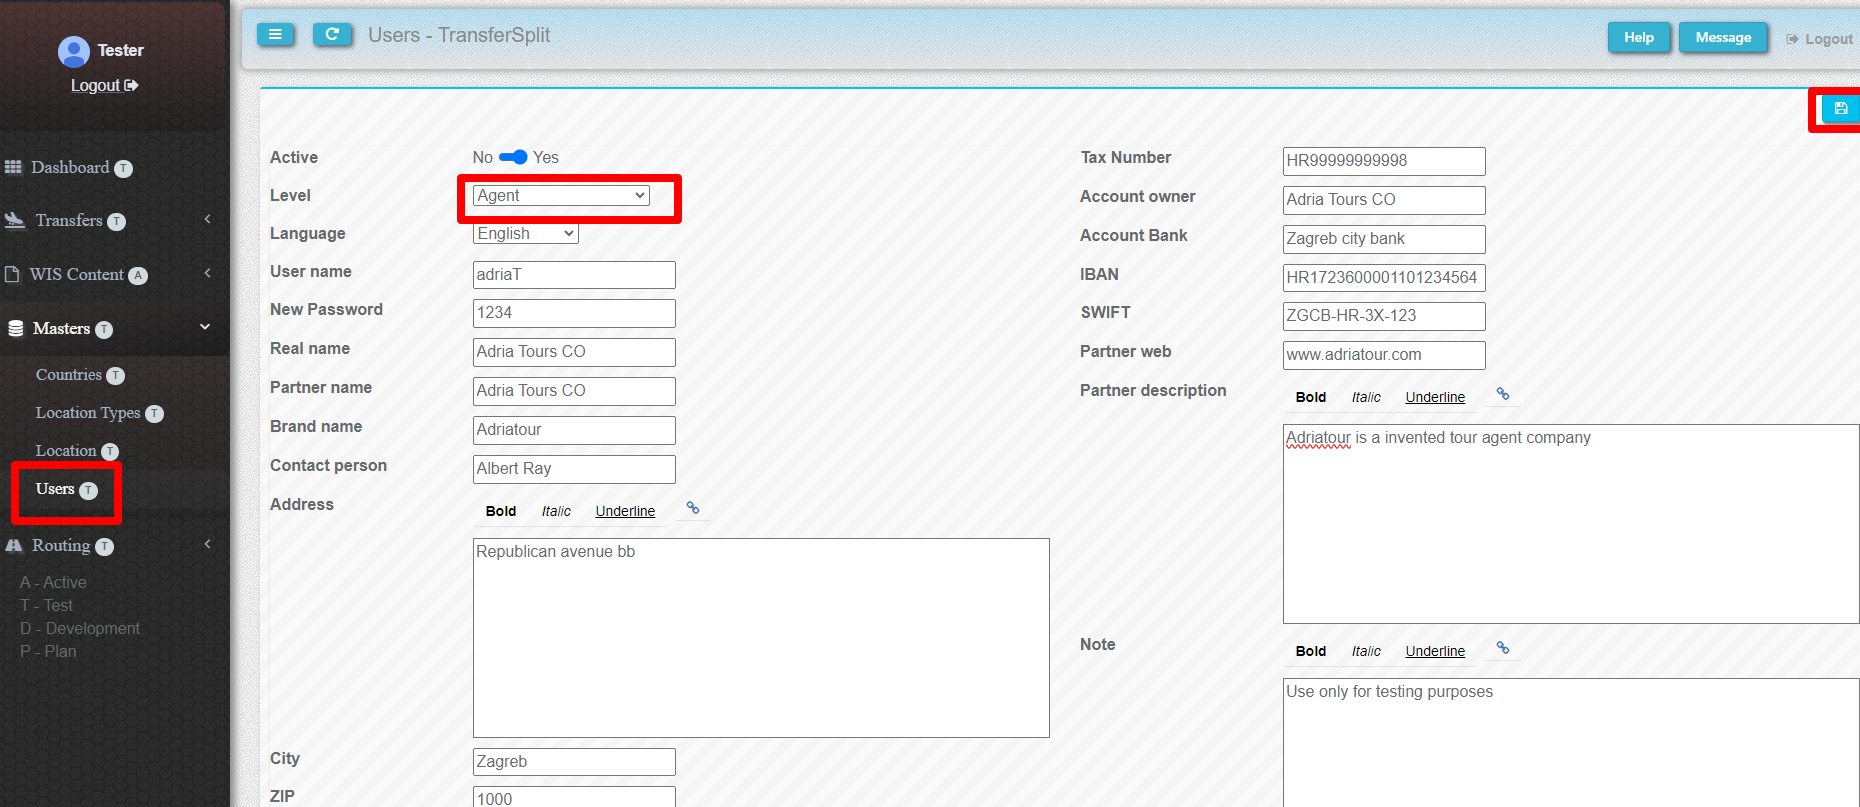 Tester
Logout
Dashboard T
Transfers T
WIS Content A
Masters T
Countries T
Location Types T
Location T
Users T
Routing T
A - Active
T - Test
D - Development
P - Plan
Users - TransferSplit
Help
Message
Logout
Active
No Yes
Level
Agent
Language
English
User name
adriaT
New Password
1234
Real name
Adria Tours CO
Partner name
Adria Tours CO
Brand name
Adriatour
Contact person
Albert Ray
Address
Bold Italic Underline
Republican avenue bb
City
Zagreb
ZIP
1000
Tax Number
HR99999999998
Account owner
Adria Tours CO
Account Bank
Zagreb city bank
IBAN
HR1723600001101234564
SWIFT
ZGCB-HR-3X-123
Partner web
www.adriatour.com
Partner description
Bold Italic Underline
Adriatour is a invented tour agent company
Note
Bold Italic Underline
Use only for testing purposes